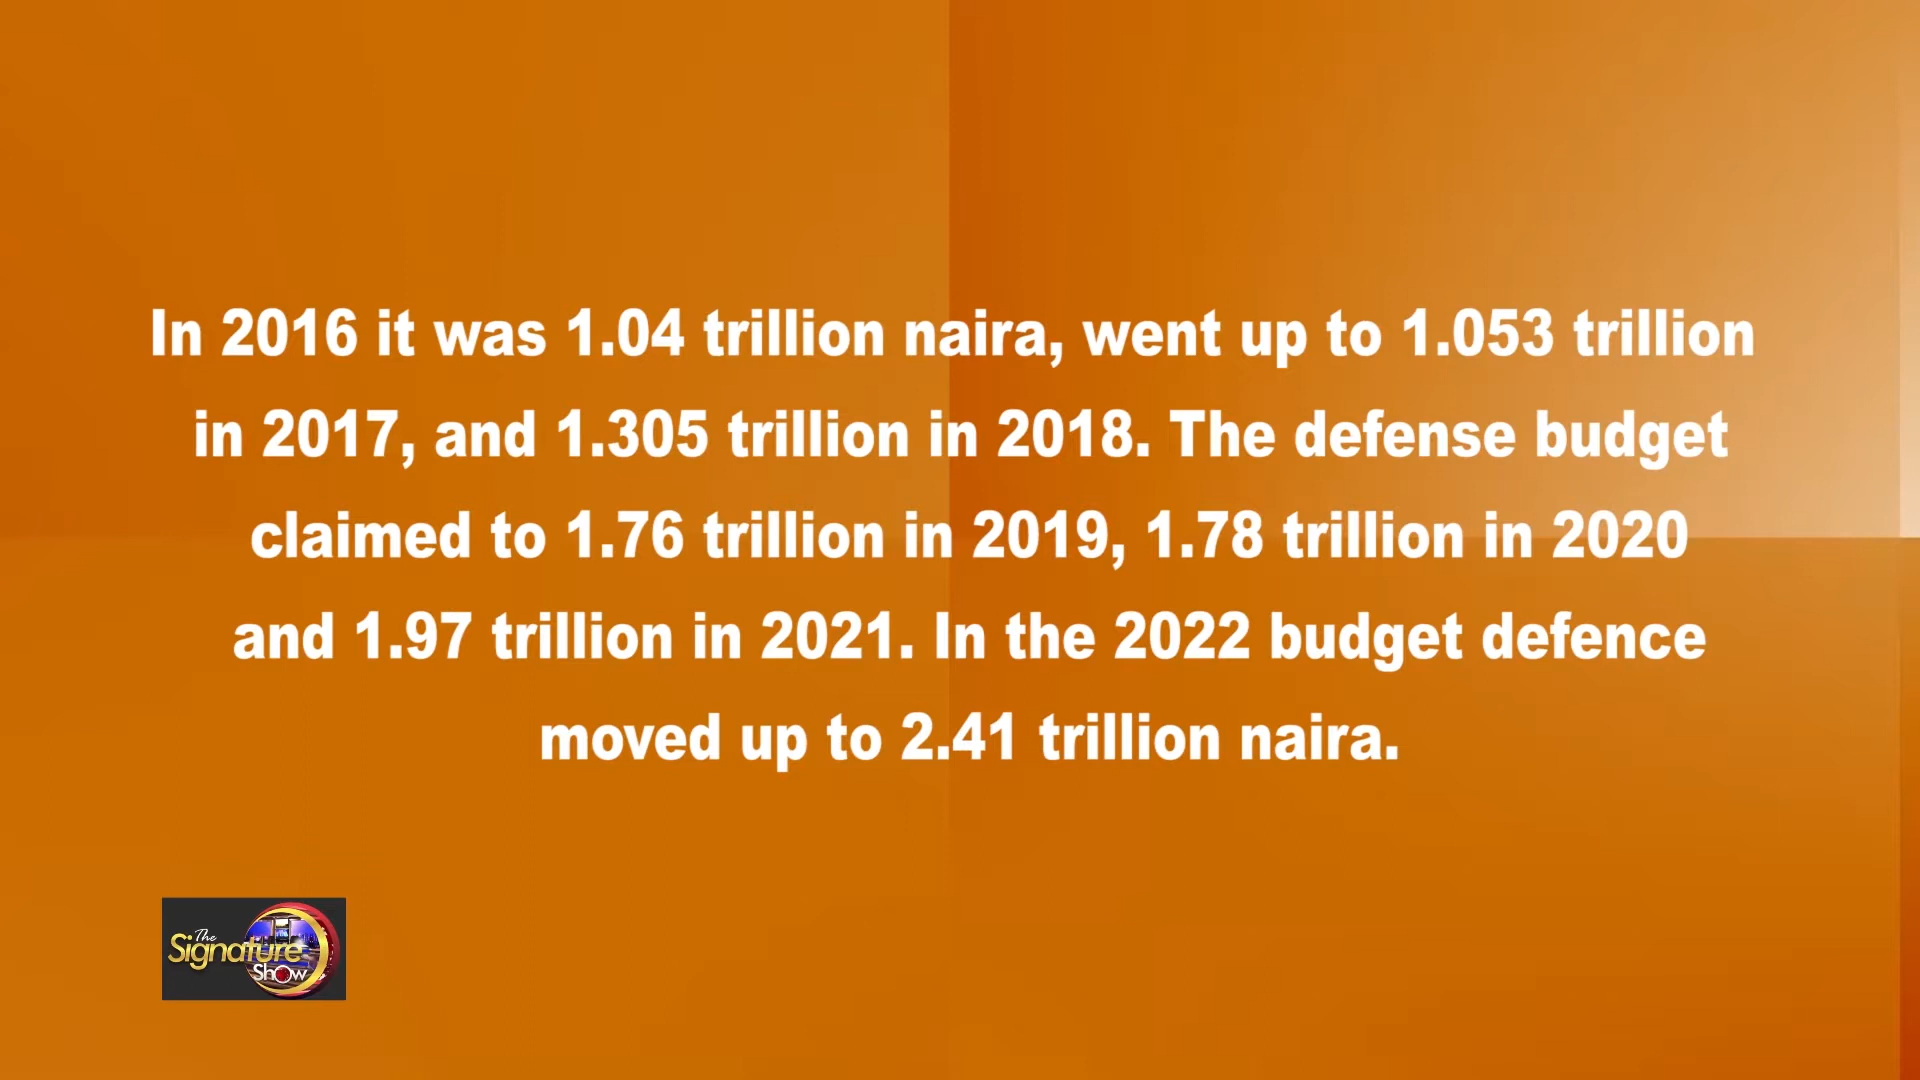 In 2016 it was 1.04 trillion naira, went up to 1.053 trillion
in 2017, and 1.305 trillion in 2018. The defense budget
claimed to 1.76 trillion in 2019, 1.78 trillion in 2020
and 1.97 trillion in 2021. In the 2022 budget defence
moved up to 2.41 trillion naira.
The
Signature
Show